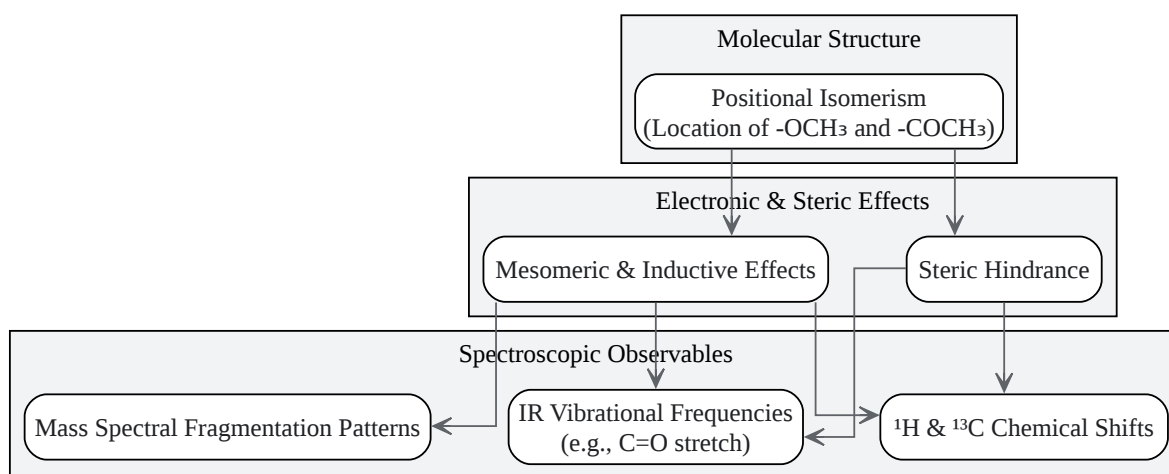 Molecular Structure
Positional Isomerism
(Location of -OCH₃ and -COCH₃)
Electronic & Steric Effects
Mesomeric & Inductive Effects
Steric Hindrance
Spectroscopic Observables
Mass Spectral Fragmentation Patterns
IR Vibrational Frequencies
(e.g., C=O stretch)
¹H & ¹³C Chemical Shifts